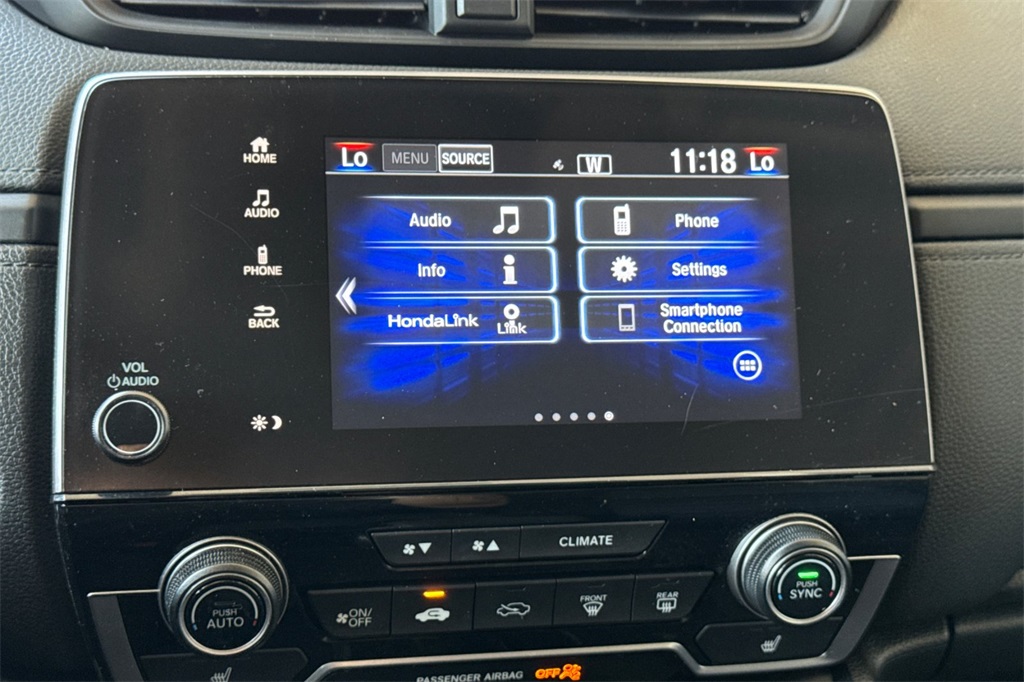 HOME
AUDIO
PHONE
BACK
VOL
AUDIO
Lo MENU SOURCE W 11:18 Lo
Audio Phone
Info Settings
HondaLink Link Smartphone
Connection
CLIMATE
PUSH
AUTO
ON/
OFF
FRONT
REAR
PUSH
SYNC
PASSENGER AIRBAG OFF